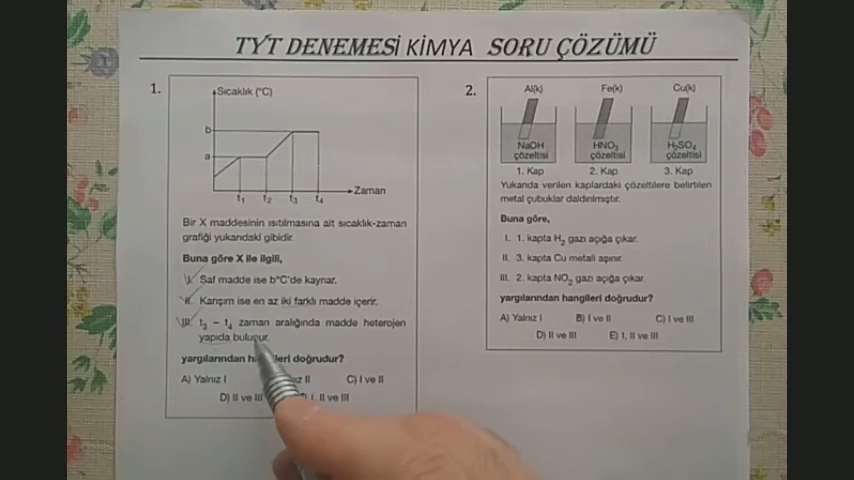 TYT DENEMESİ KİMYA SORU ÇÖZÜMÜ
1.
Sıcaklık (°C)
b
a
t1 t2 t3 t4
Zaman
Bir X maddesinin ısıtılmasına ait sıcaklık-zaman
grafiği yukarıdaki gibidir.
Buna göre X ile ilgili,
I. Saf madde ise b°C'de kaynar.
II. Karışım ise en az iki farklı madde içerir.
III. t3 – t4 zaman aralığında madde heterojen
yapıda bulunur.
yargılarından doğrudur?
A) Yalnız I II C) I ve II
D) II ve III I, II ve III
2.
Al(k) Fe(k) Cu(k)
NaOH HNO3 H2SO4
çözeltisi çözeltisi çözeltisi
1. Kap 2. Kap 3. Kap
Yukarıda verilen kaplardaki çözeltilere belirtilen
metal çubuklar daldırılmıştır.
Buna göre,
I. 1. kapta H2 gazı açığa çıkar.
II. 3. kapta Cu metali aşınır.
III. 2. kapta NO2 gazı açığa çıkar.
yargılarından hangileri doğrudur?
A) Yalnız I B) I ve II C) I ve III
D) II ve III E) I, II ve III